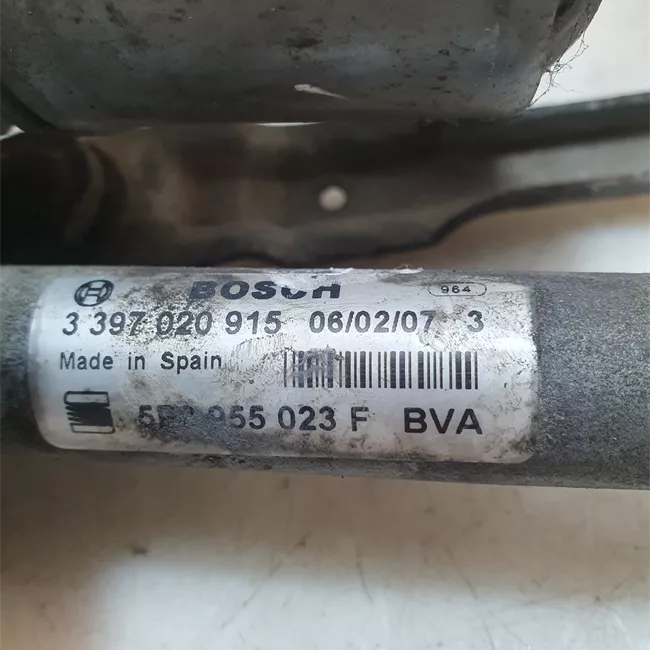 BOSCH 964
3 397 020 915 06/02/07 3
Made in Spain
955 023 F BVA